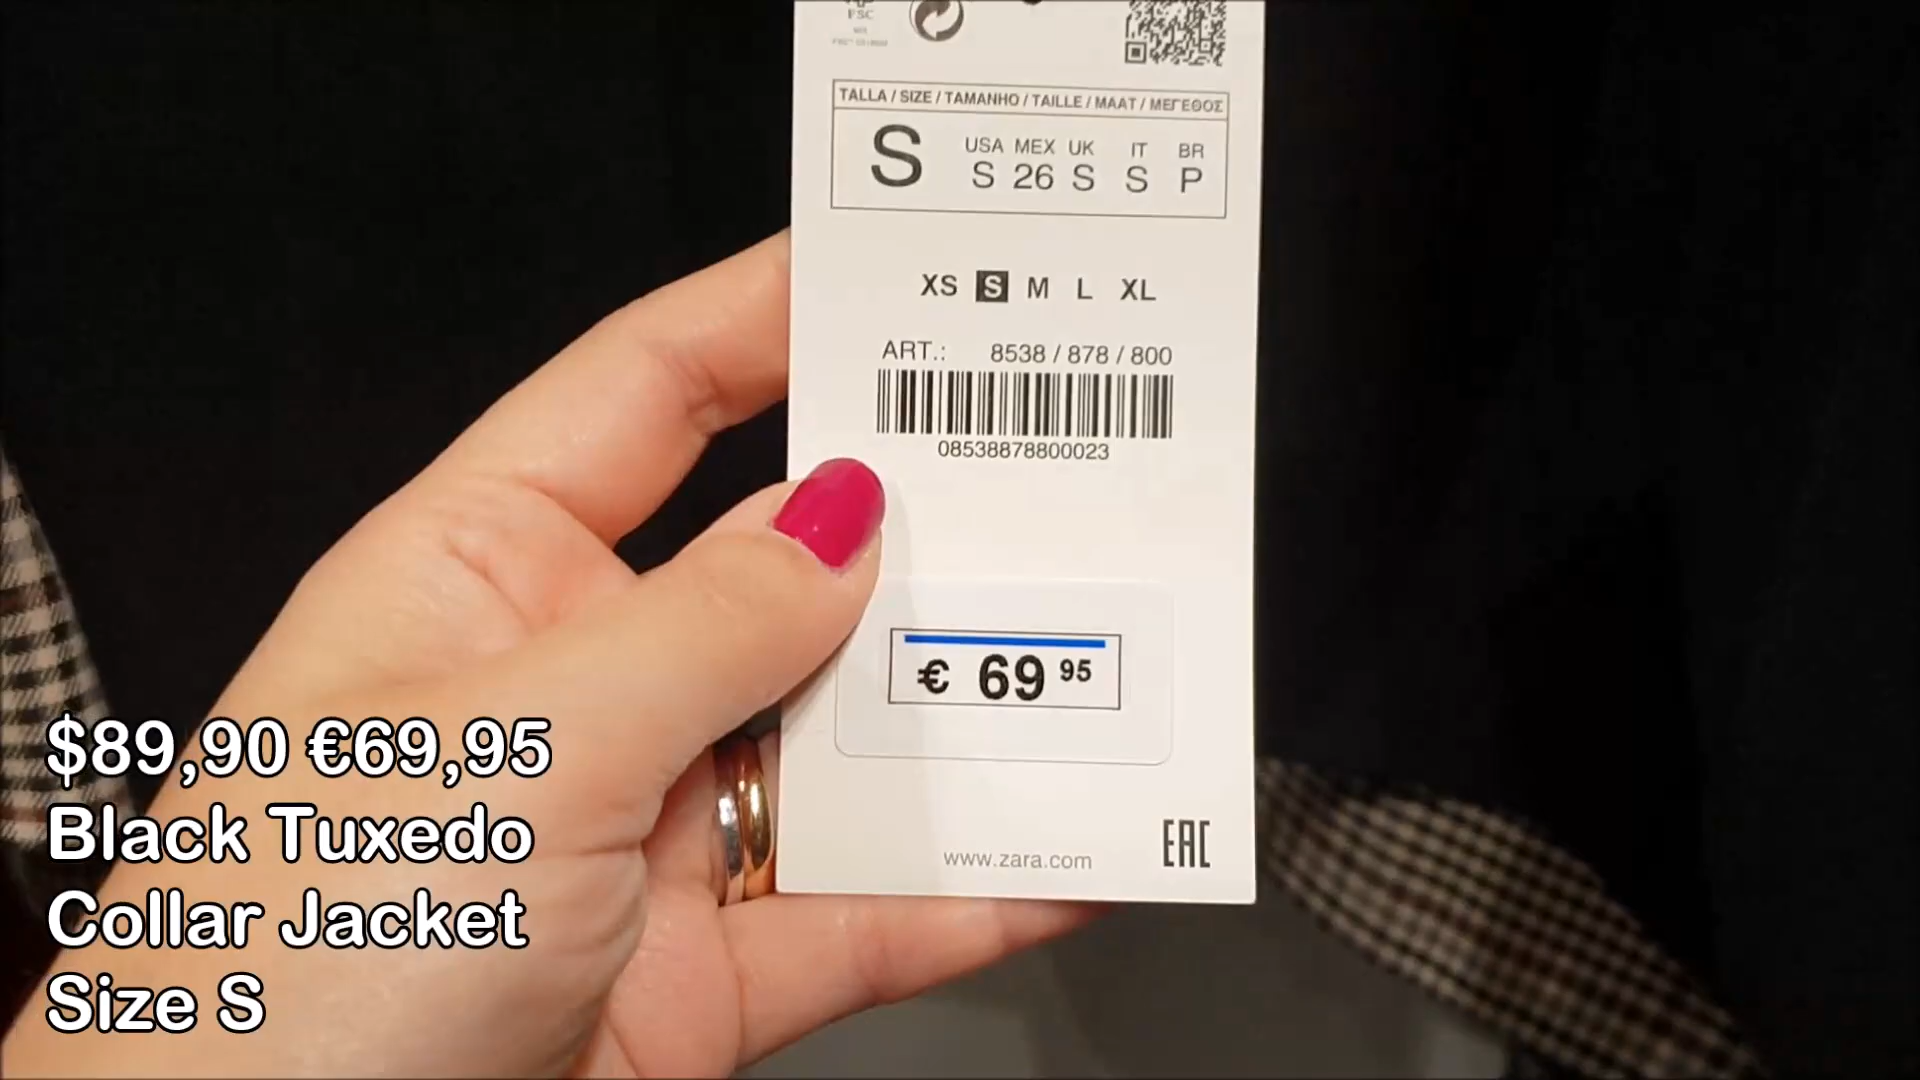 FSC
TALLA / SIZE / TAMANHO / TAILLE / MAAT / ΜΕΓΕΘΟΣ
S
USA MEX UK IT BR
S 26 S S P
XS S M L XL
ART.: 8538 / 878 / 800
08538878800023
€ 69 95
www.zara.com
EAC
$89,90 €69,95
Black Tuxedo
Collar Jacket
Size S